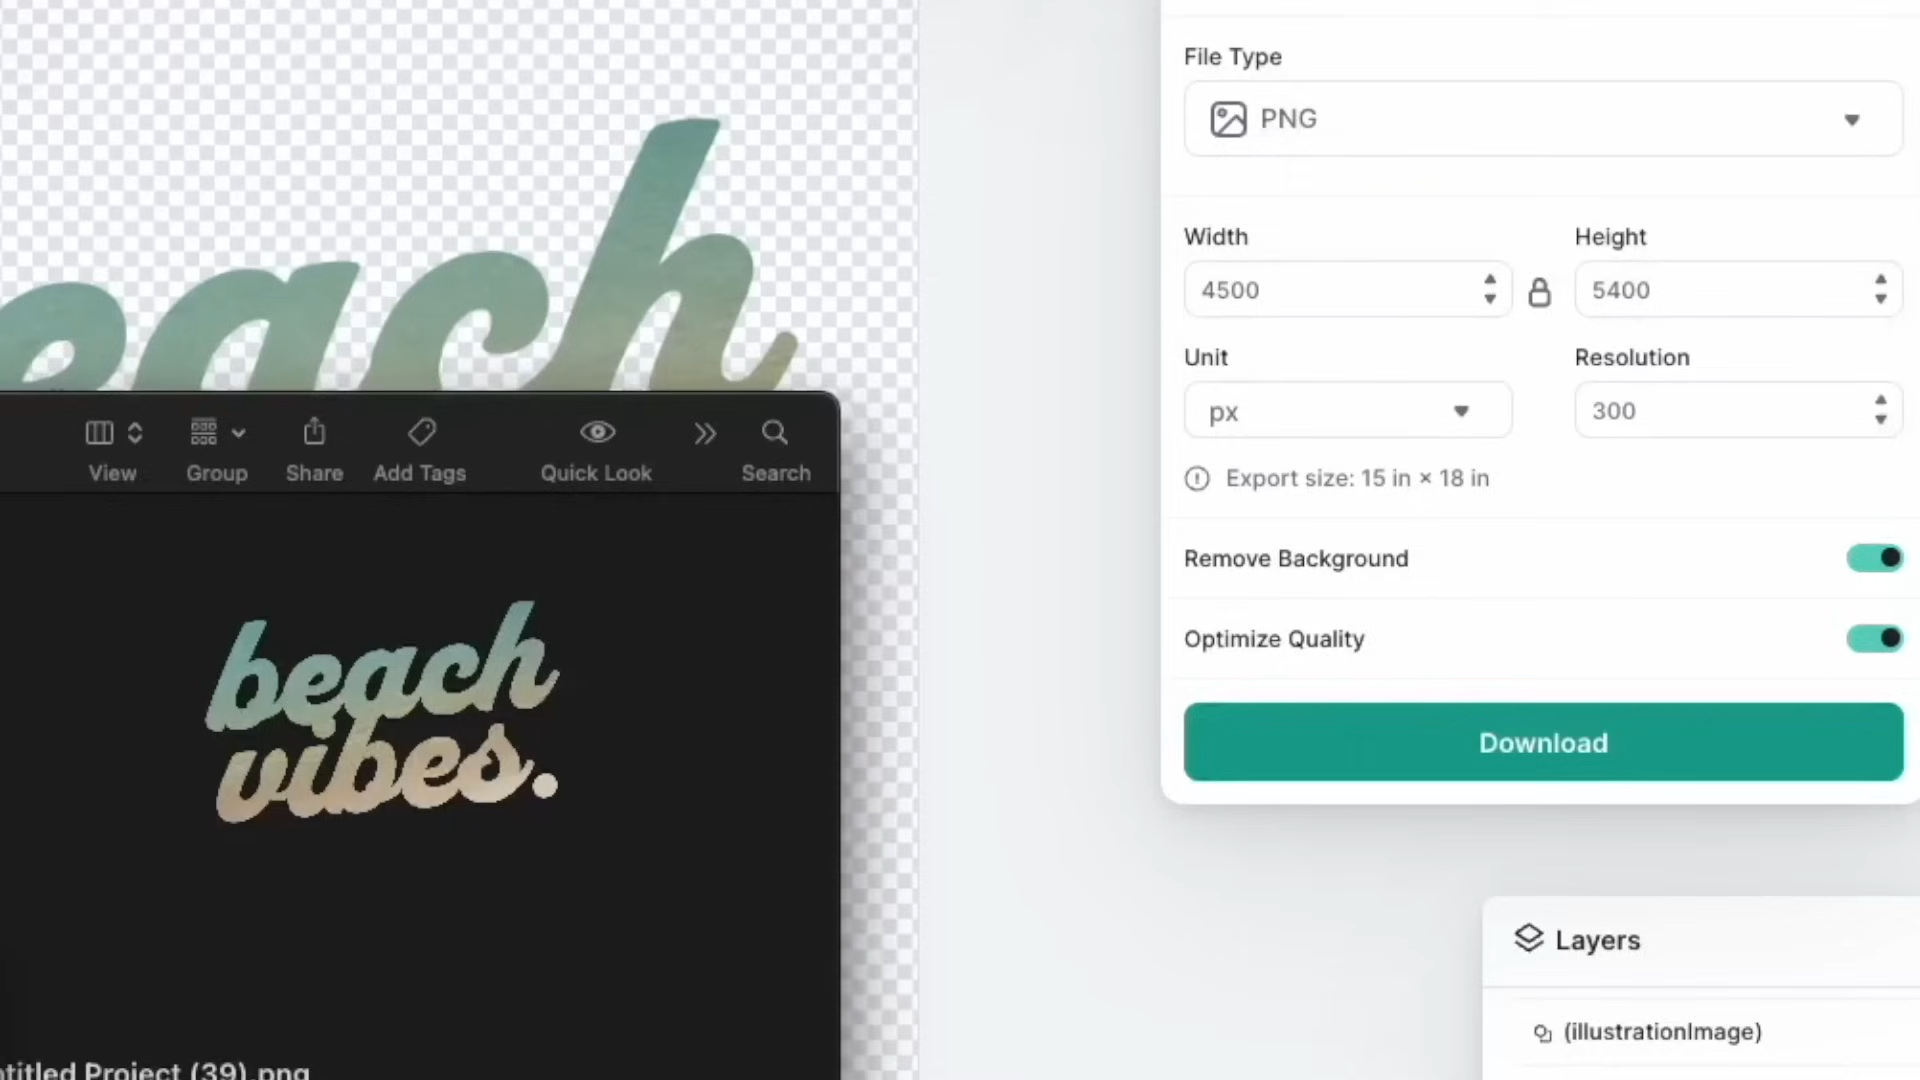 each
View
Group
Share
Add Tags
Quick Look
Search
beach
vibes.
ntitled Project (39).png
File Type
PNG
Width
Height
4500
5400
Unit
Resolution
px
300
Export size: 15 in × 18 in
Remove Background
Optimize Quality
Download
Layers
(illustrationImage)